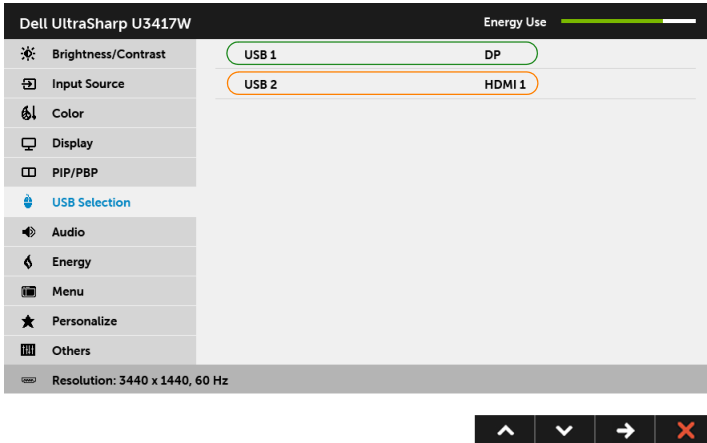 Dell UltraSharp U3417W
Energy Use
Brightness/Contrast
USB 1 DP
Input Source
USB 2 HDMI 1
Color
Display
PIP/PBP
USB Selection
Audio
Energy
Menu
Personalize
Others
Resolution: 3440 x 1440, 60 Hz